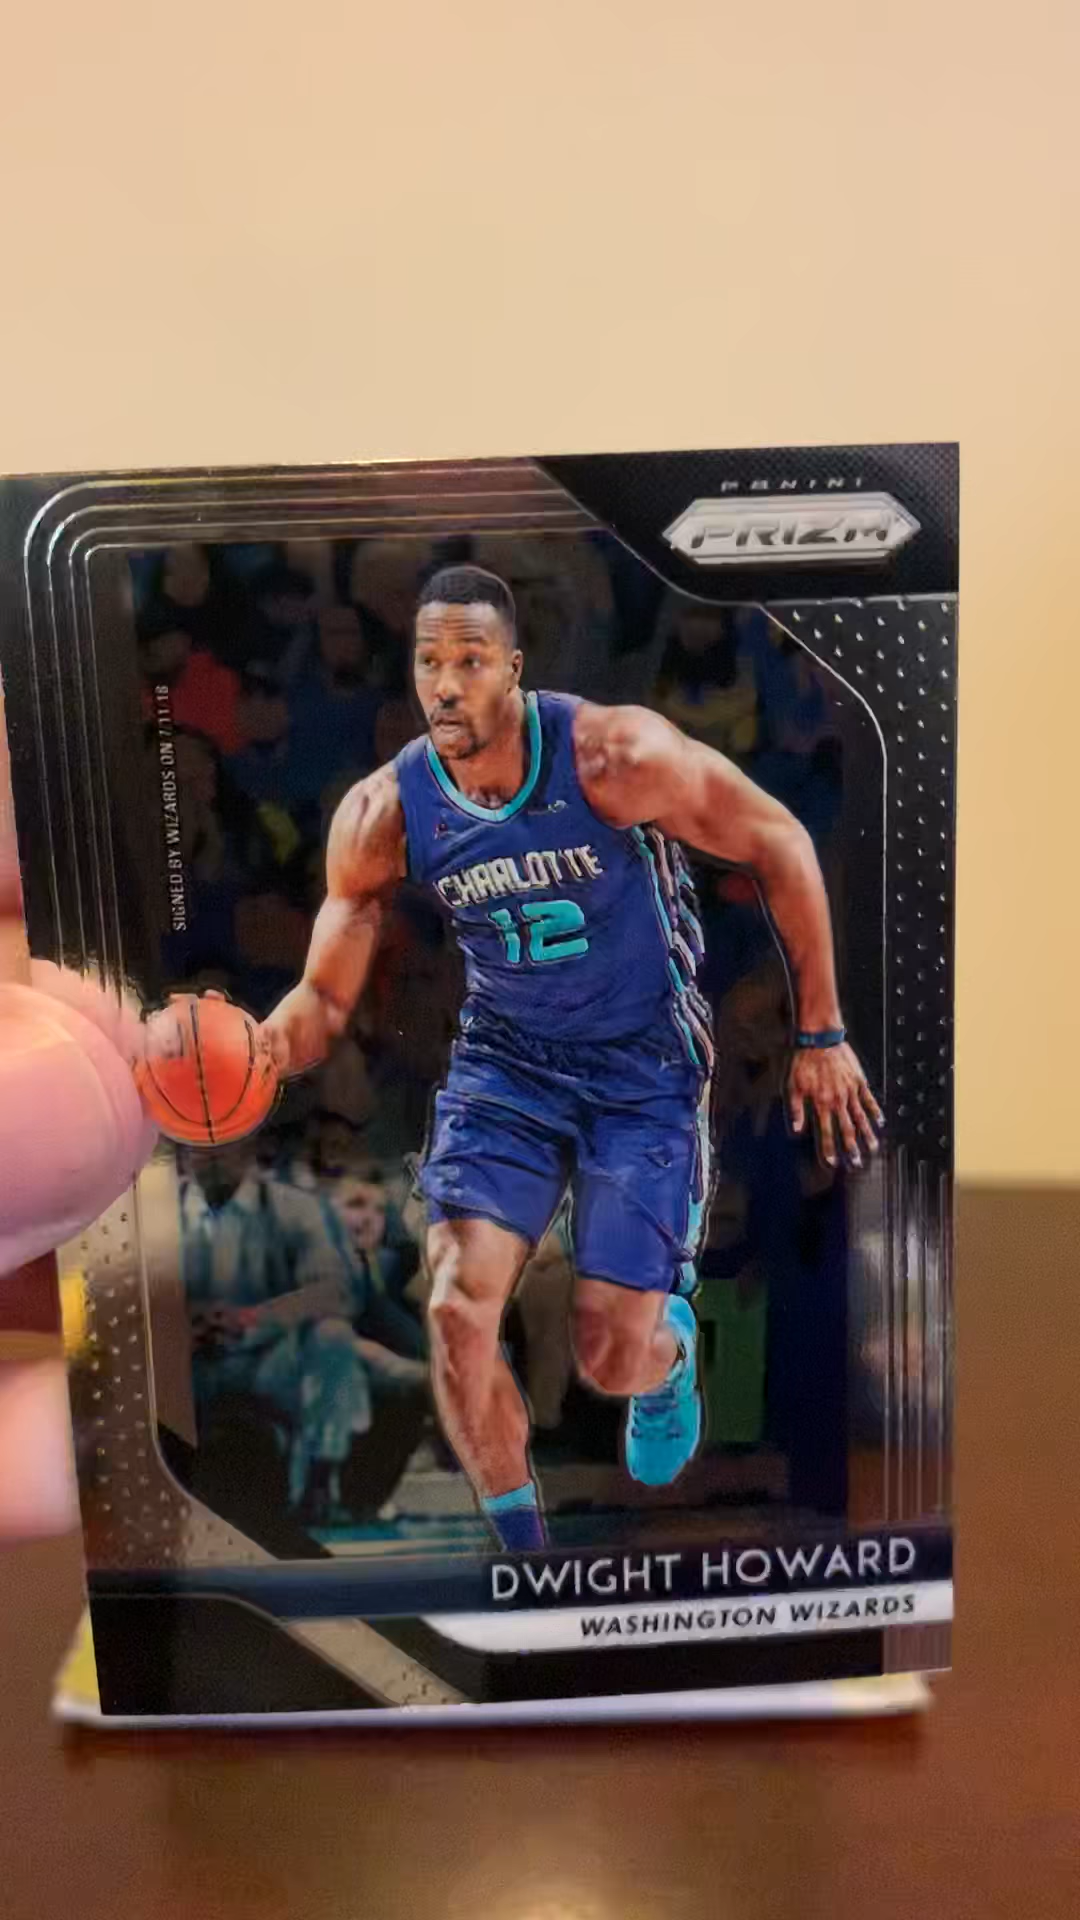 PANINI
PRIZM
SIGNED BY WIZARDS ON 7/11/18
CHARLOTTE
12
DWIGHT HOWARD
WASHINGTON WIZARDS